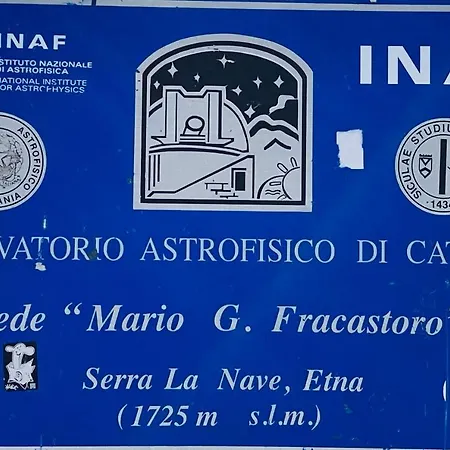 INAF
ISTITUTO NAZIONALE
DI ASTROFISICA
NATIONAL INSTITUTE
FOR ASTROPHYSICS
INA
ASTROFISICO
ANIA
SICULAE STUDIU
1434
VATORIO ASTROFISICO DI CAT
ede "Mario G. Fracastoro"
Serra La Nave, Etna
(1725 m s.l.m.)